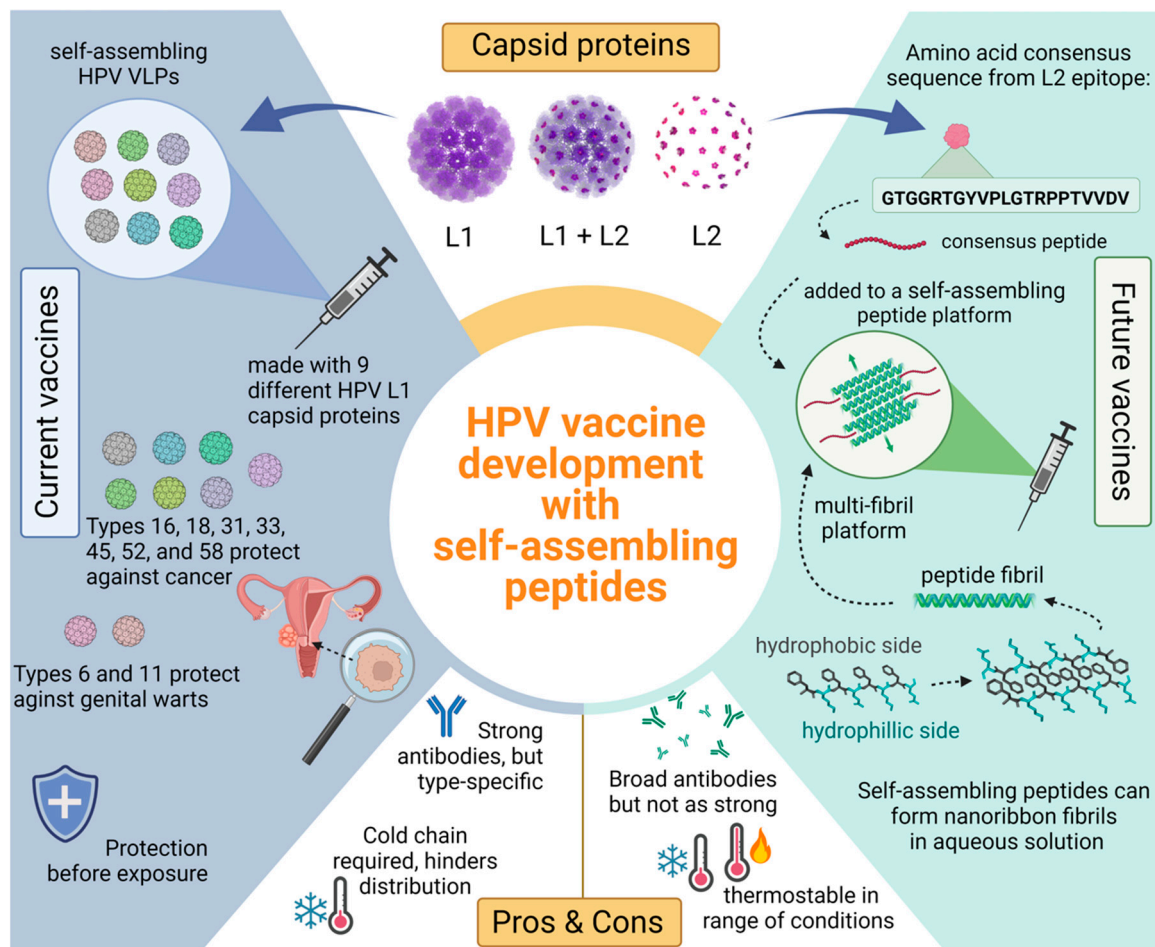 Capsid proteins
L1
L1 + L2
L2
self-assembling
HPV VLPs
Current vaccines
made with 9
different HPV L1
capsid proteins
Types 16, 18, 31, 33,
45, 52, and 58 protect
against cancer
Types 6 and 11 protect
against genital warts
Protection
before exposure
HPV vaccine
development
with
self-assembling
peptides
Amino acid consensus
sequence from L2 epitope:
GTGGRTGYVPLGTRPPTVVDV
consensus peptide
added to a self-assembling
peptide platform
Future vaccines
multi-fibril
platform
peptide fibril
hydrophobic side
hydrophillic side
Self-assembling peptides can
form nanoribbon fibrils
in aqueous solution
Strong
antibodies, but
type-specific
Cold chain
required, hinders
distribution
Broad antibodies
but not as strong
thermostable in
range of conditions
Pros & Cons